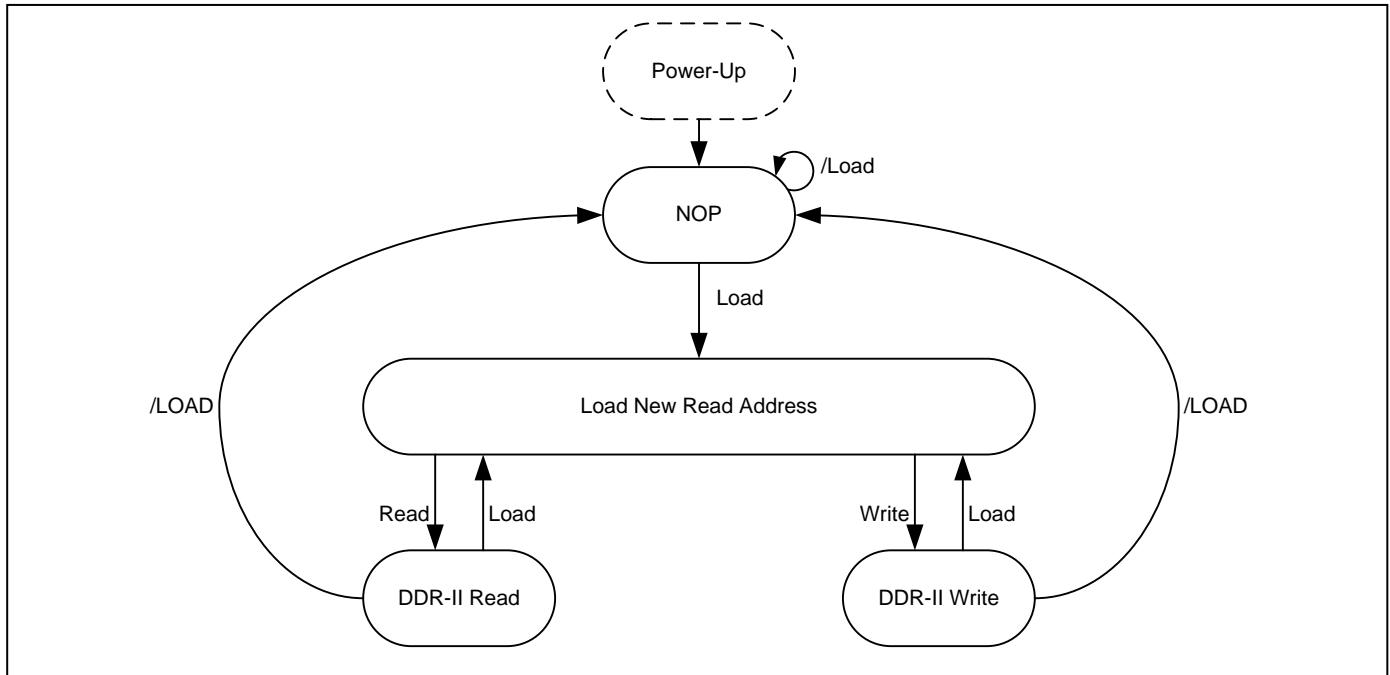 Power-Up
/Load
NOP
Load
/LOAD
Load New Read Address
/LOAD
Read
Load
Write
Load
DDR-II Read
DDR-II Write